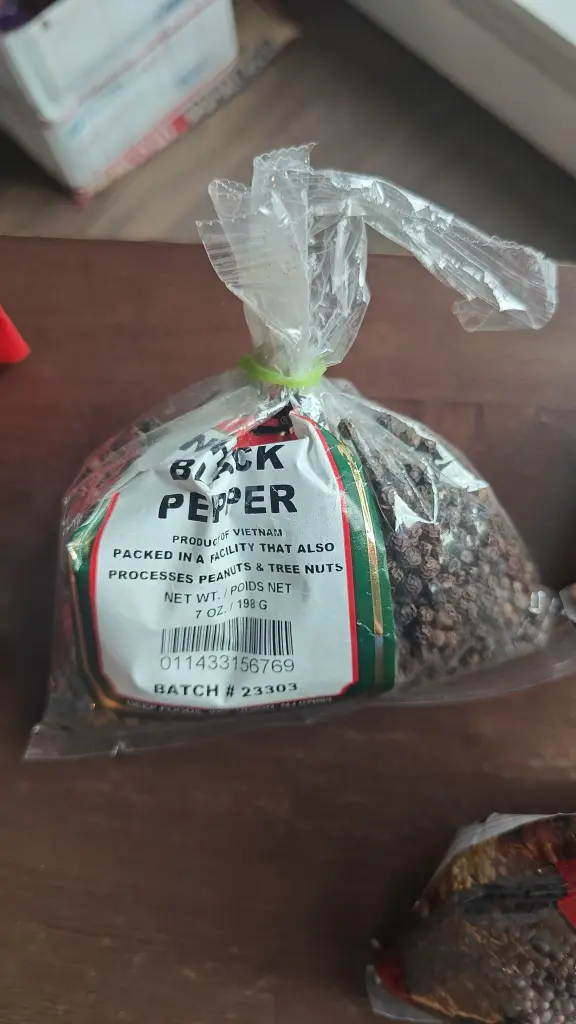 BLACK
PEPPER
PRODUCT OF VIETNAM
PACKED IN A FACILITY THAT ALSO
PROCESSES PEANUTS & TREE NUTS
NET WT. / POIDS NET
7 OZ. / 198 G
011433156769
BATCH # 23303